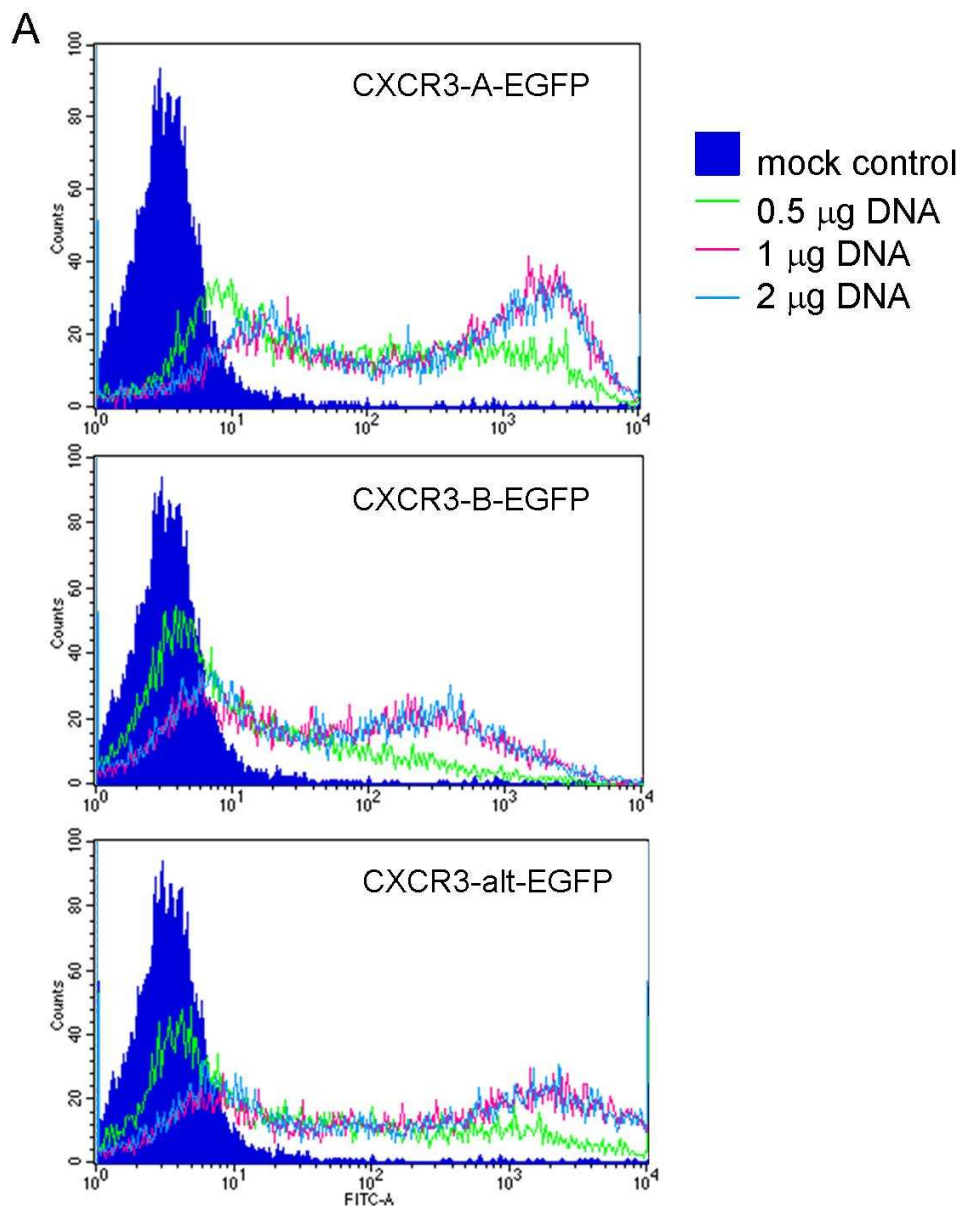 A
CXCR3-A-EGFP
100
80
60
40
20
0
Counts
10⁰ 10¹ 10² 10³ 10⁴
mock control
0.5 μg DNA
1 μg DNA
2 μg DNA
CXCR3-B-EGFP
100
80
60
40
20
0
Counts
10⁰ 10¹ 10² 10³ 10⁴
CXCR3-alt-EGFP
100
80
60
40
20
0
Counts
10⁰ 10¹ 10² 10³ 10⁴
FITC-A